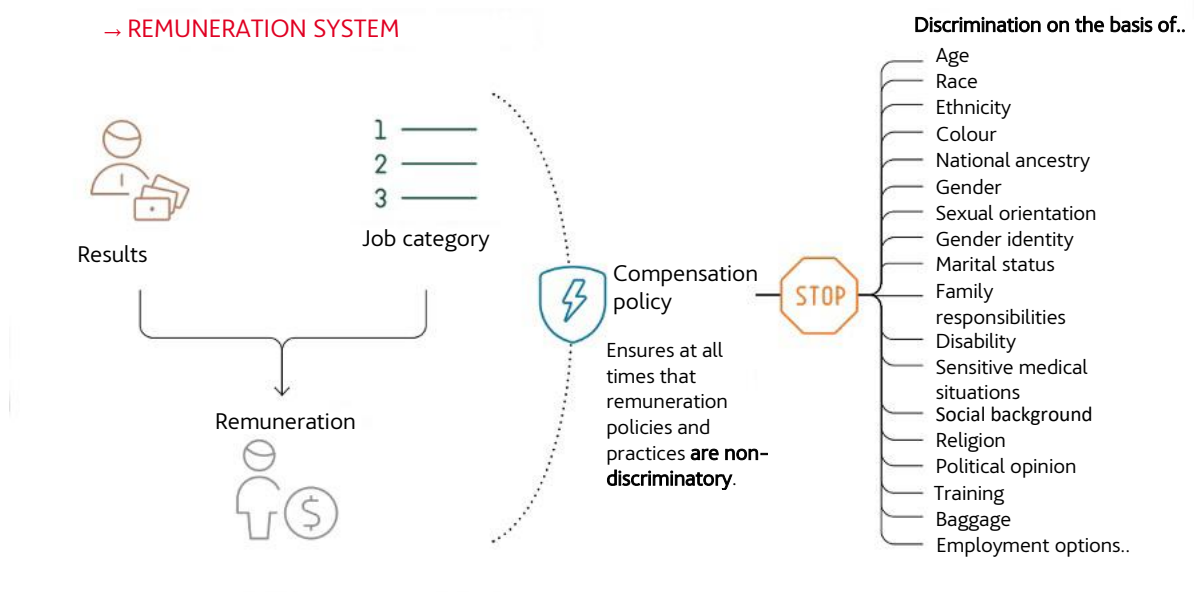 → REMUNERATION SYSTEM
Results
1
2
3
Job category
Remuneration
$
Compensation
policy
Ensures at all
times that
remuneration
policies and
practices are non-
discriminatory.
STOP
Discrimination on the basis of..
Age
Race
Ethnicity
Colour
National ancestry
Gender
Sexual orientation
Gender identity
Marital status
Family
responsibilities
Disability
Sensitive medical
situations
Social background
Religion
Political opinion
Training
Baggage
Employment options..